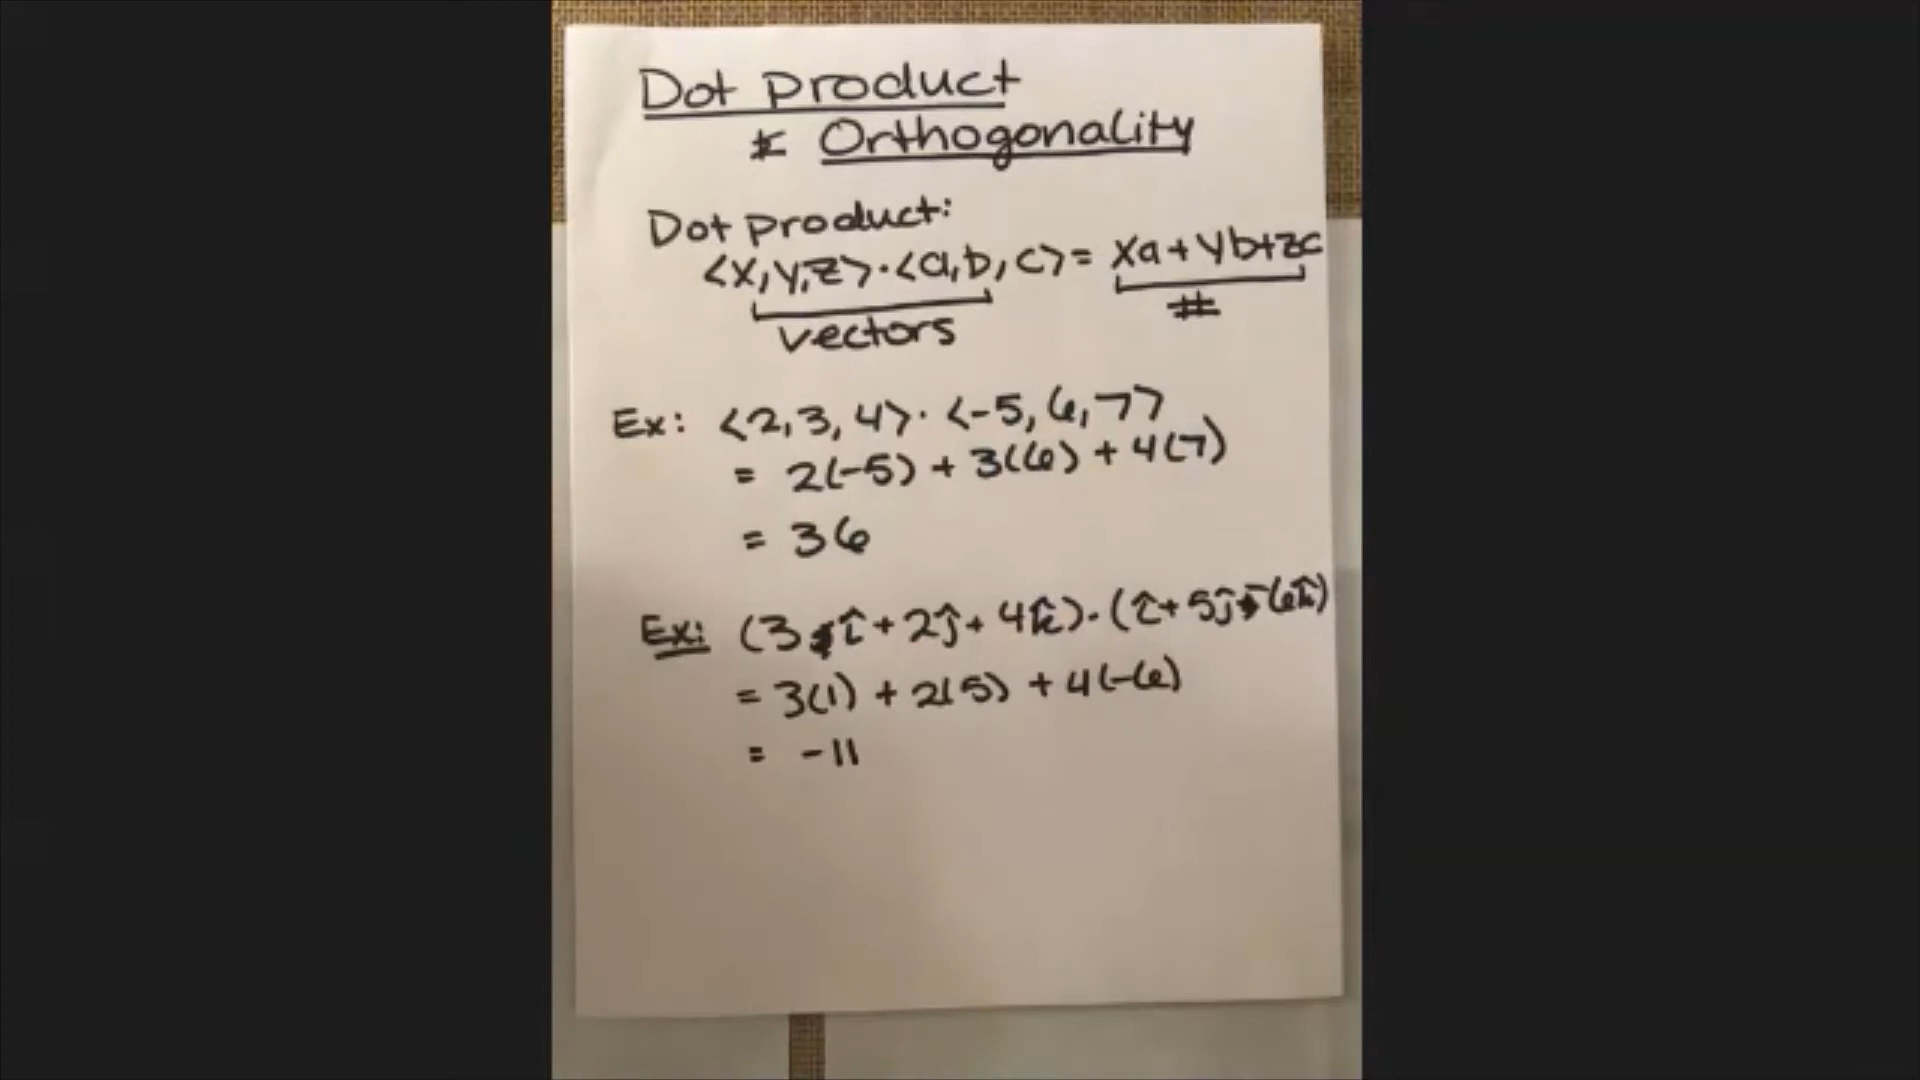 Dot product
& Orthogonality
Dot product:
<x,y,z>·<a,b,c>= xa+yb+zc
vectors #
Ex: <2,3,4>·<-5,6,7>
= 2(-5) + 3(6) + 4(7)
= 36
Ex: (3î+2ĵ+4k̂)·(î+5ĵ-6k̂)
= 3(1) + 2(5) + 4(-6)
= -11